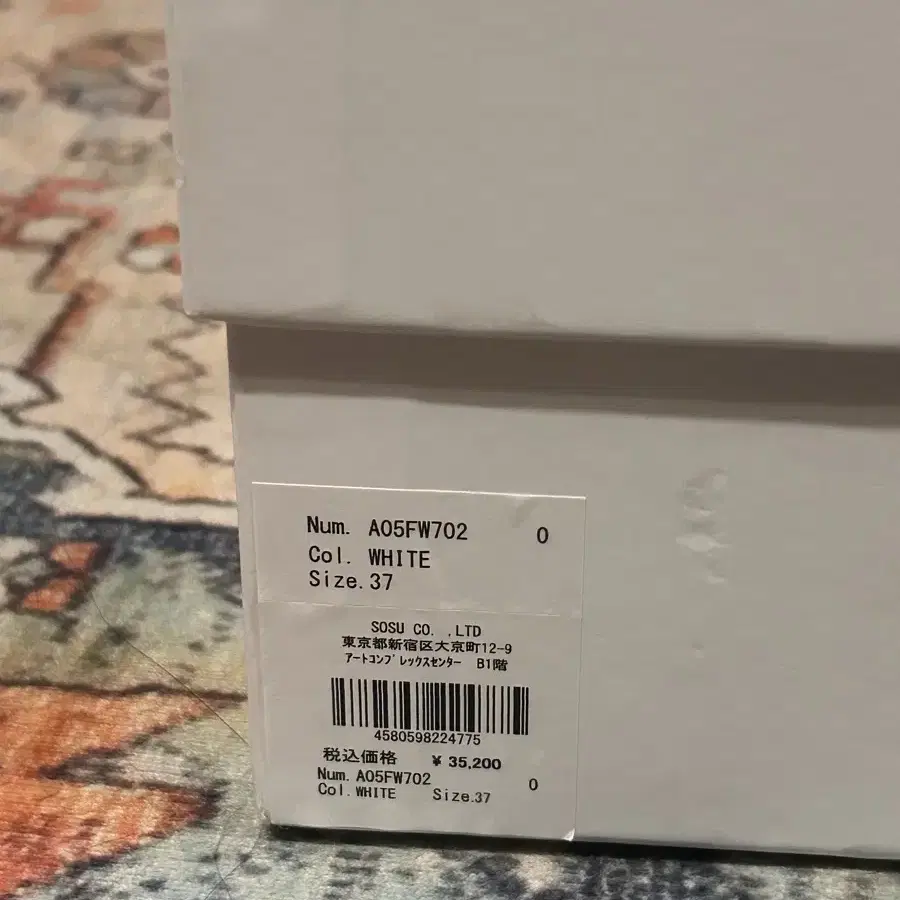 Num. A05FW702 0
Col. WHITE
Size.37
SOSU CO. ,LTD
東京都新宿区大京町12-9
アートコンプレックスセンター B1階
4580598224775
税込価格 ¥ 35,200
Num. A05FW702 0
Col. WHITE Size.37